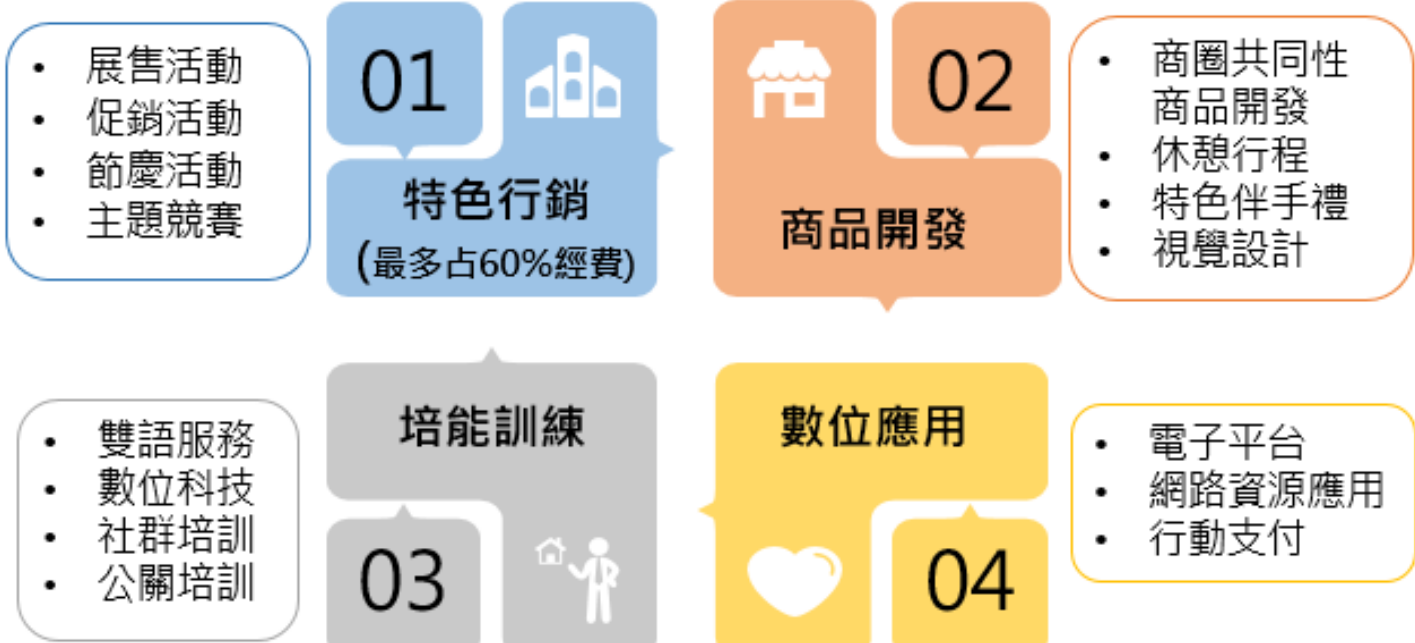 • 展售活動
• 促銷活動
• 節慶活動
• 主題競賽
01
特色行銷
(最多占60%經費)
02
商品開發
• 商圈共同性
商品開發
• 休憩行程
• 特色伴手禮
• 視覺設計
• 雙語服務
• 數位科技
• 社群培訓
• 公關培訓
培能訓練
03
數位應用
04
• 電子平台
• 網路資源應用
• 行動支付